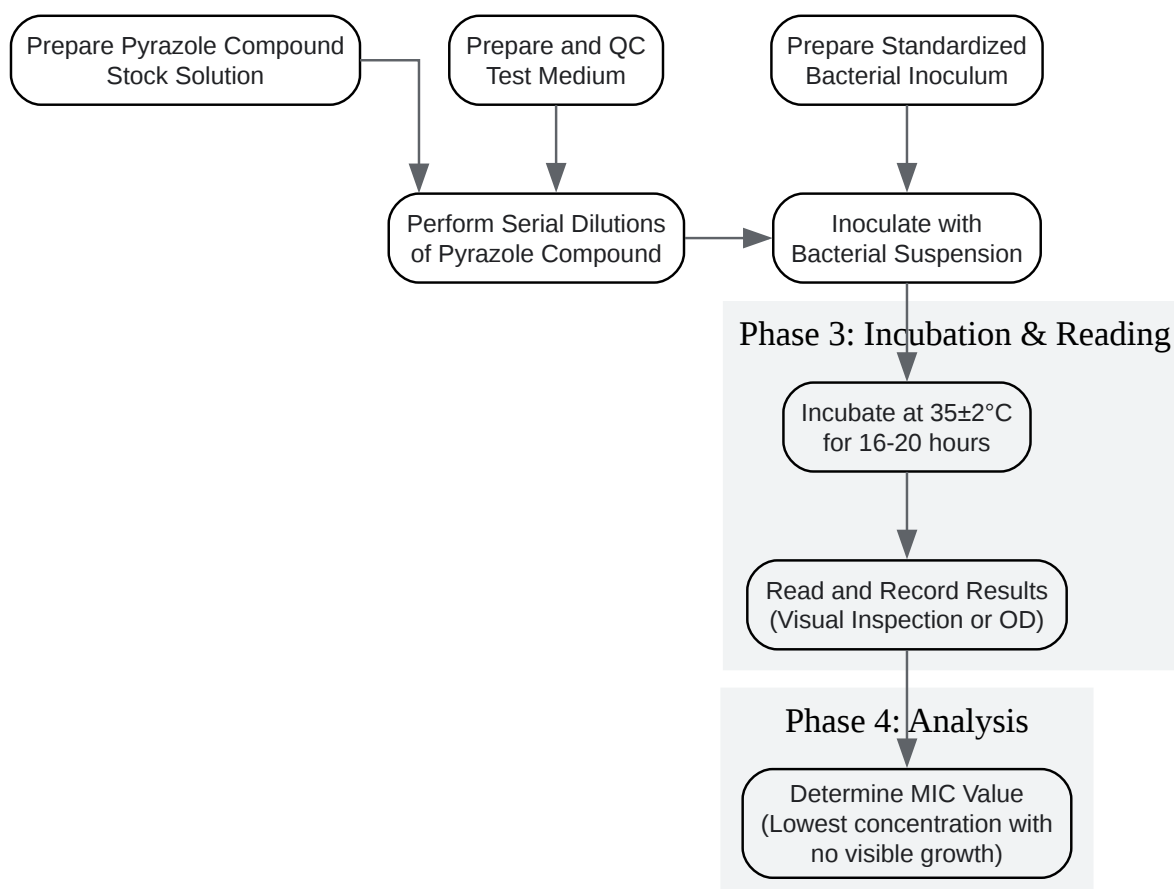 Prepare Pyrazole Compound
Stock Solution
Prepare and QC
Test Medium
Prepare Standardized
Bacterial Inoculum
Perform Serial Dilutions
of Pyrazole Compound
Inoculate with
Bacterial Suspension
Phase 3: Incubation & Reading
Incubate at 35±2°C
for 16-20 hours
Read and Record Results
(Visual Inspection or OD)
Phase 4: Analysis
Determine MIC Value
(Lowest concentration with
no visible growth)